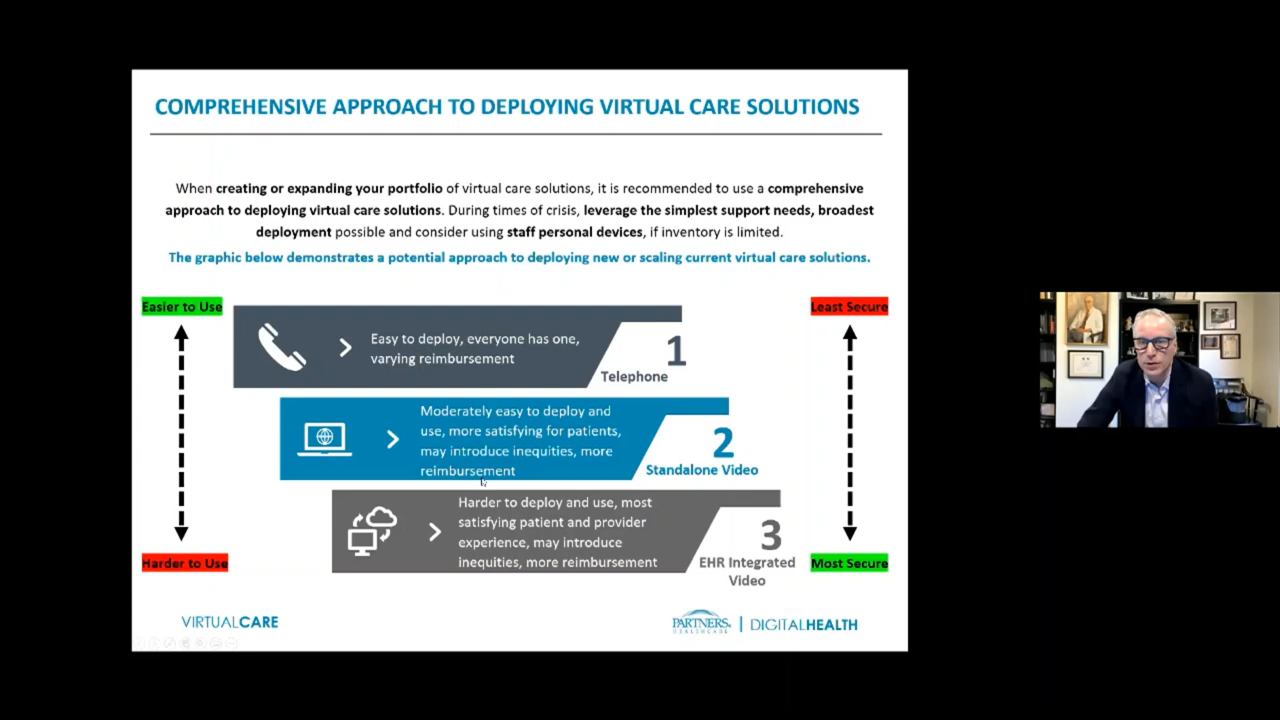 COMPREHENSIVE APPROACH TO DEPLOYING VIRTUAL CARE SOLUTIONS
When creating or expanding your portfolio of virtual care solutions, it is recommended to use a comprehensive
approach to deploying virtual care solutions. During times of crisis, leverage the simplest support needs, broadest
deployment possible and consider using staff personal devices, if inventory is limited.
The graphic below demonstrates a potential approach to deploying new or scaling current virtual care solutions.
Easier to Use
Least Secure
Easy to deploy, everyone has one,
varying reimbursement
1
Telephone
Moderately easy to deploy and
use, more satisfying for patients,
may introduce inequities, more
reimbursement
2
Standalone Video
Harder to deploy and use, most
satisfying patient and provider
experience, may introduce
inequities, more reimbursement
3
EHR Integrated
Video
Harder to Use
Most Secure
VIRTUALCARE
PARTNERS.
HEALTHCARE
DIGITALHEALTH